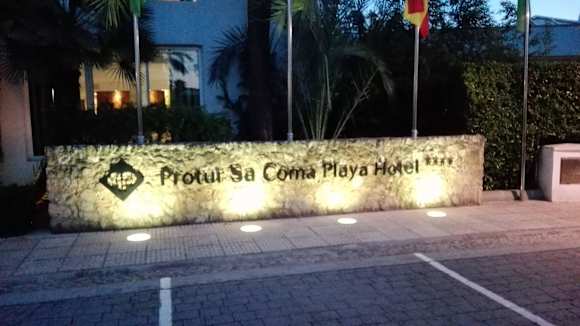 Protur Sa Coma Playa Hotel ****